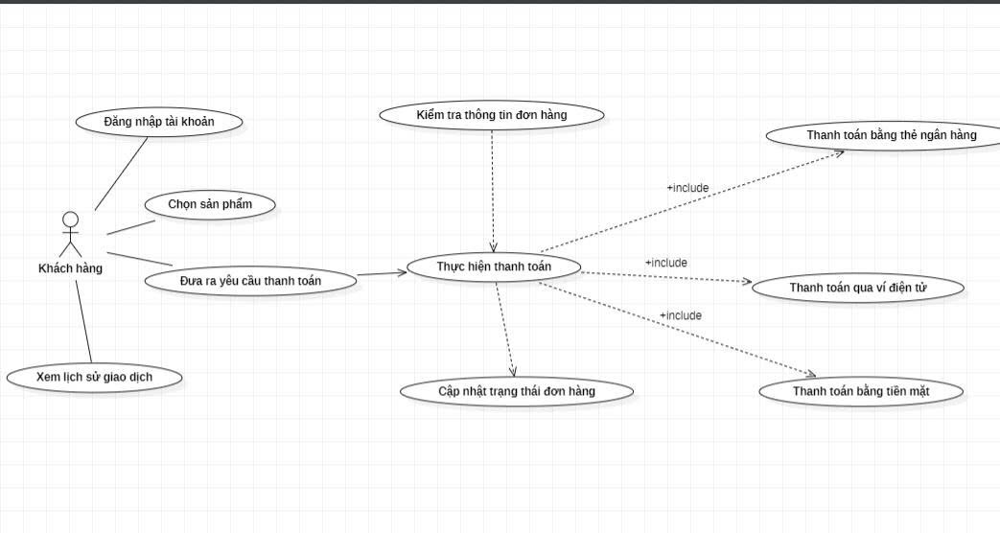 Đăng nhập tài khoản
Kiểm tra thông tin đơn hàng
Thanh toán bằng thẻ ngân hàng
+include
Chọn sản phẩm
Khách hàng
Đưa ra yêu cầu thanh toán
Thực hiện thanh toán
+include
Thanh toán qua ví điện tử
+include
Xem lịch sử giao dịch
Cập nhật trạng thái đơn hàng
Thanh toán bằng tiền mặt